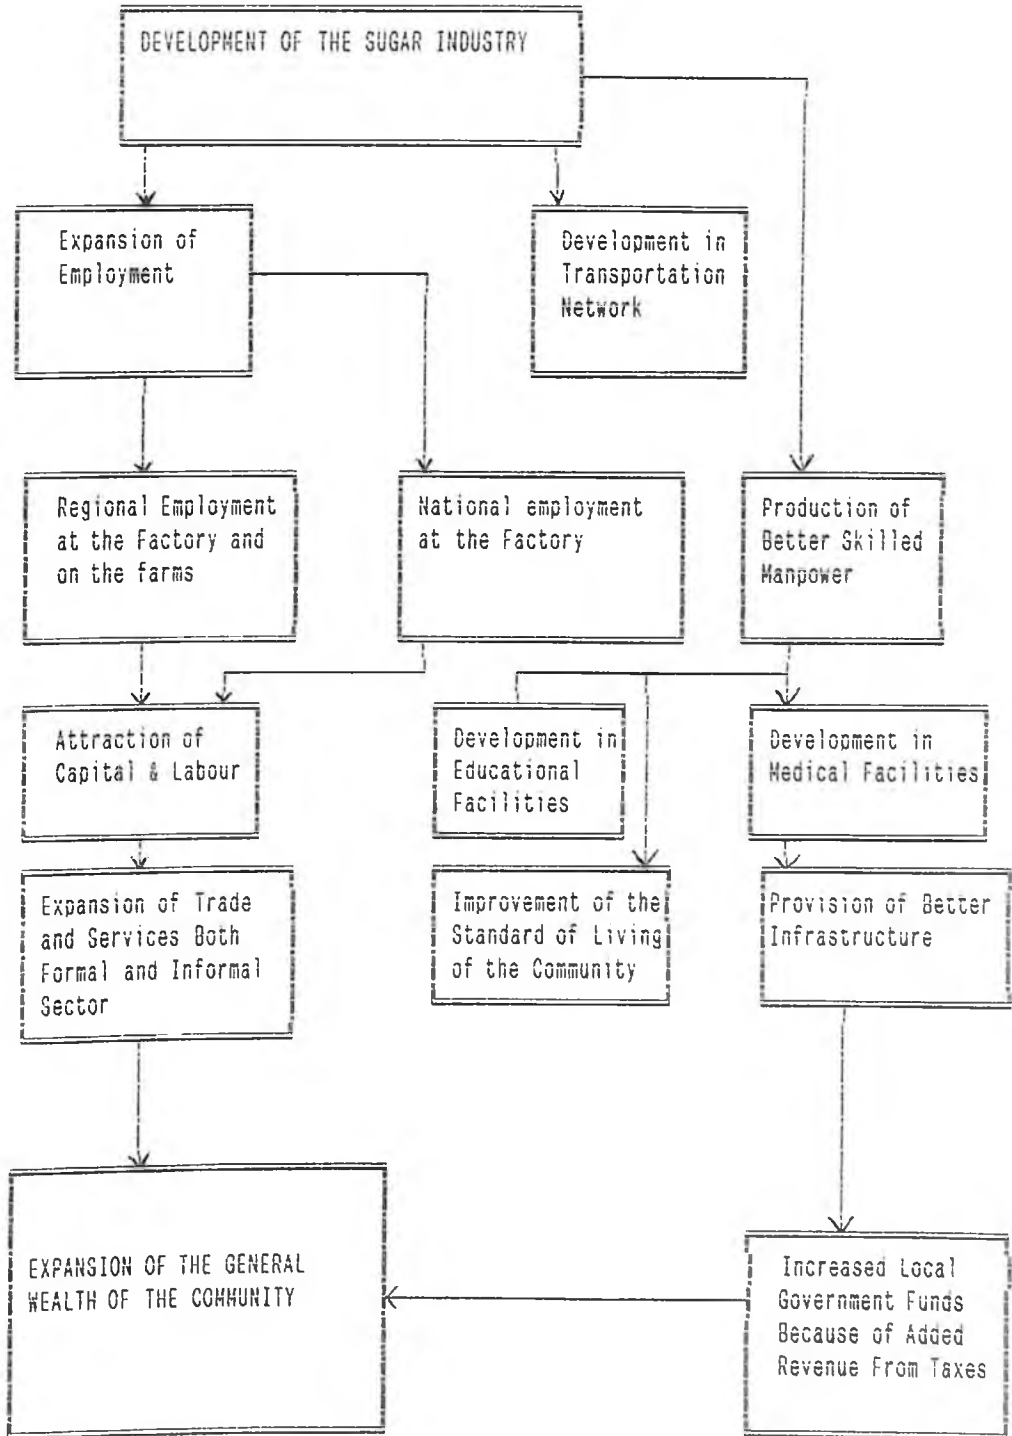 DEVELOPMENT OF THE SUGAR INDUSTRY
Expansion of
Employment
Development in
Transportation
Network
Regional Employment
at the Factory and
on the farms
National employment
at the Factory
Production of
Better Skilled
Manpower
Attraction of
Capital & Labour
Development in
Educational
Facilities
Development in
Medical Facilities
Expansion of Trade
and Services Both
Formal and Informal
Sector
Improvement of the
Standard of Living
of the Community
Provision of Better
Infrastructure
EXPANSION OF THE GENERAL
WEALTH OF THE COMMUNITY
Increased Local
Government Funds
Because of Added
Revenue From Taxes